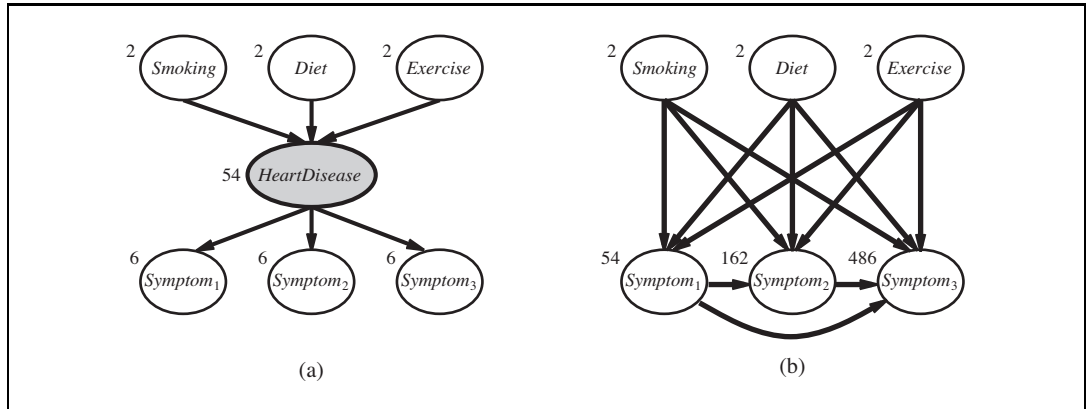 2 Smoking 2 Diet 2 Exercise
54 HeartDisease
6 Symptom1 6 Symptom2 6 Symptom3
(a)
2 Smoking 2 Diet 2 Exercise
54 Symptom1 162 Symptom2 486 Symptom3
(b)